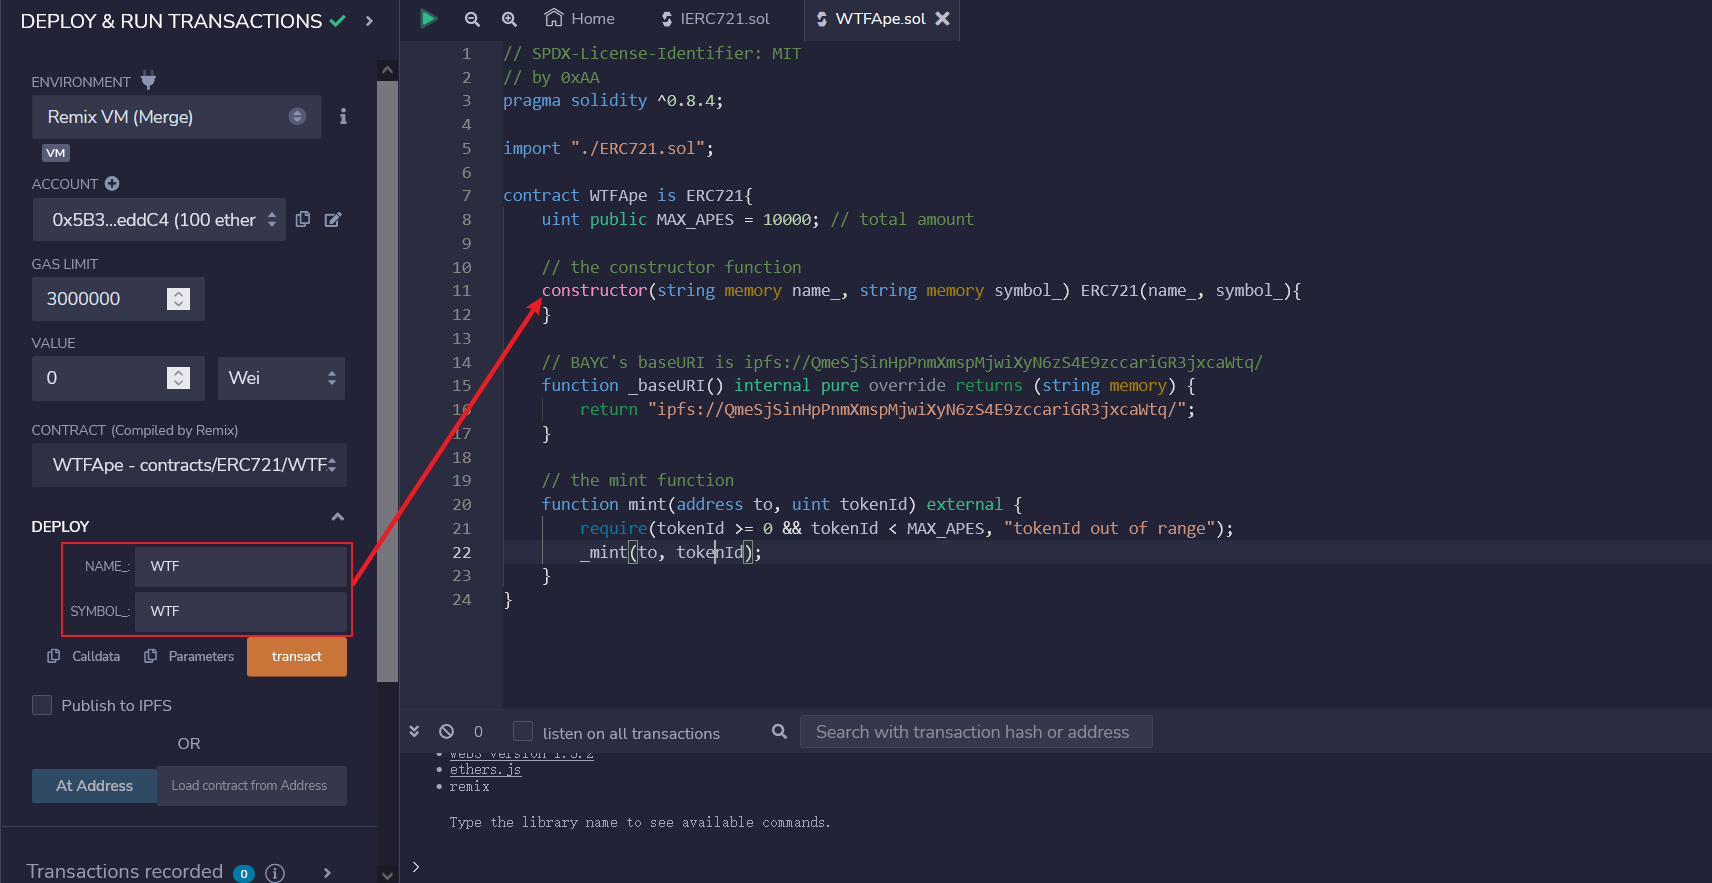 DEPLOY & RUN TRANSACTIONS
ENVIRONMENT
Remix VM (Merge)
VM
ACCOUNT
0x5B3...eddC4 (100 ether
GAS LIMIT
3000000
VALUE
0
Wei
CONTRACT (Compiled by Remix)
WTFApe - contracts/ERC721/WTF
DEPLOY
NAME_: WTF
SYMBOL_: WTF
Calldata Parameters transact
Publish to IPFS
OR
At Address Load contract from Address
Transactions recorded 0 i
Home IERC721.sol WTFApe.sol
1 // SPDX-License-Identifier: MIT
2 // by 0xAA
3 pragma solidity ^0.8.4;
4
5 import "./ERC721.sol";
6
7 contract WTFApe is ERC721{
8 uint public MAX_APES = 10000; // total amount
9
10 // the constructor function
11 constructor(string memory name_, string memory symbol_) ERC721(name_, symbol_){
12 }
13
14 // BAYC's baseURI is ipfs://QmeSjSinHpPnmXmspMjwiXyN6zS4E9zccariGR3jxcaWtq/
15 function _baseURI() internal pure override returns (string memory) {
16 return "ipfs://QmeSjSinHpPnmXmspMjwiXyN6zS4E9zccariGR3jxcaWtq/";
17 }
18
19 // the mint function
20 function mint(address to, uint tokenId) external {
21 require(tokenId >= 0 && tokenId < MAX_APES, "tokenId out of range");
22 _mint(to, tokenId);
23 }
24 }
0 listen on all transactions Search with transaction hash or address
web3 version 1.5.2
ethers.js
remix
Type the library name to see available commands.
>